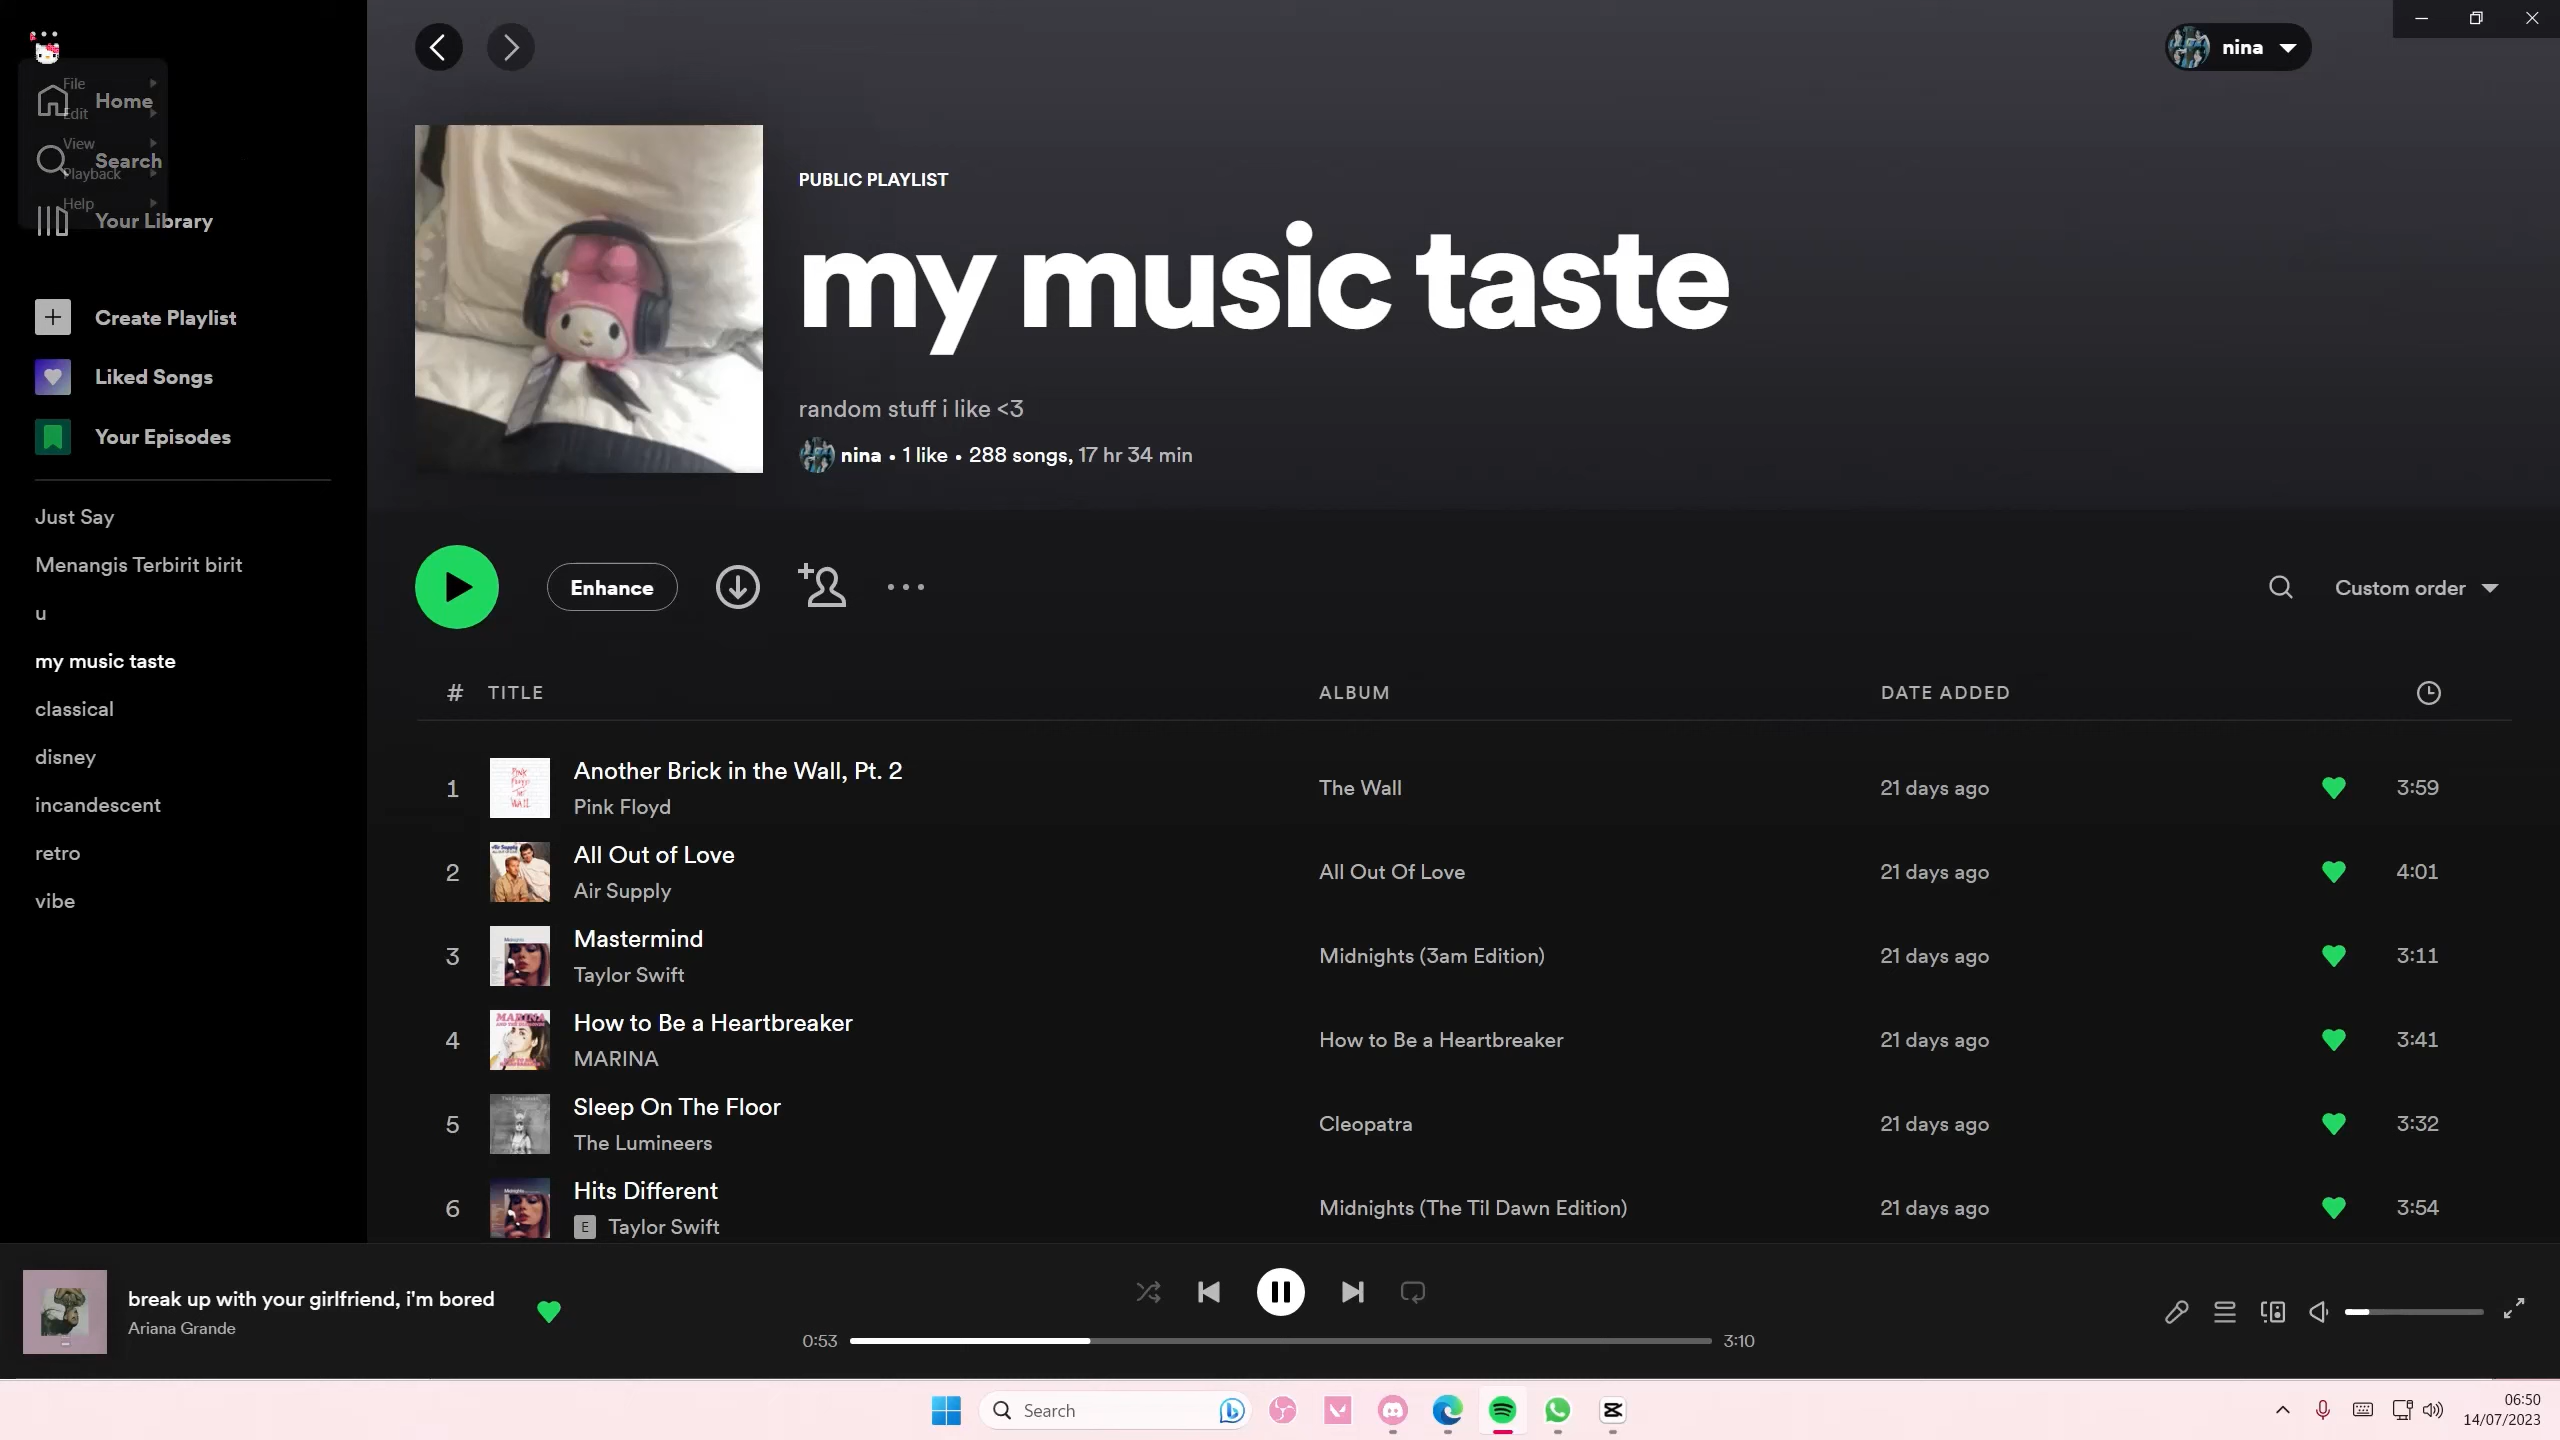 File
Home
Edit
View
Search
Playback
Help
Your Library
Create Playlist
Liked Songs
Your Episodes
Just Say
Menangis Terbirit birit
u
my music taste
classical
disney
incandescent
retro
vibe
nina
PUBLIC PLAYLIST
my music taste
random stuff i like <3
nina • 1 like • 288 songs, 17 hr 34 min
Enhance
Custom order
# TITLE ALBUM DATE ADDED
1 Another Brick in the Wall, Pt. 2 The Wall 21 days ago 3:59
Pink Floyd
2 All Out of Love All Out Of Love 21 days ago 4:01
Air Supply
3 Mastermind Midnights (3am Edition) 21 days ago 3:11
Taylor Swift
4 How to Be a Heartbreaker How to Be a Heartbreaker 21 days ago 3:41
MARINA
5 Sleep On The Floor Cleopatra 21 days ago 3:32
The Lumineers
6 Hits Different Midnights (The Til Dawn Edition) 21 days ago 3:54
E Taylor Swift
break up with your girlfriend, i'm bored
Ariana Grande
0:53 3:10
Search
06:50
14/07/2023